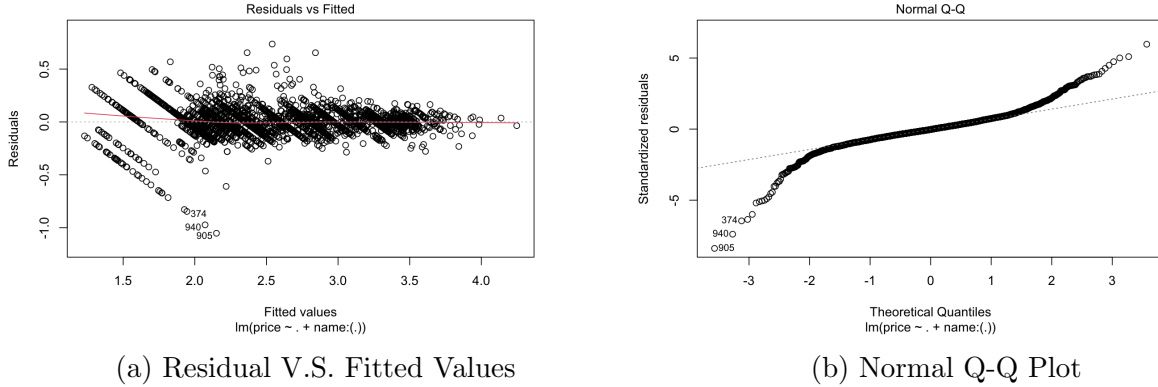 Residuals vs Fitted
Residuals
0.5
0.0
-0.5
-1.0
374
940
905
1.5 2.0 2.5 3.0 3.5 4.0
Fitted values
lm(price ~ . + name:(.))
(a) Residual V.S. Fitted Values
Normal Q-Q
Standardized residuals
5
0
-5
374
940
905
-3 -2 -1 0 1 2 3
Theoretical Quantiles
lm(price ~ . + name:(.))
(b) Normal Q-Q Plot